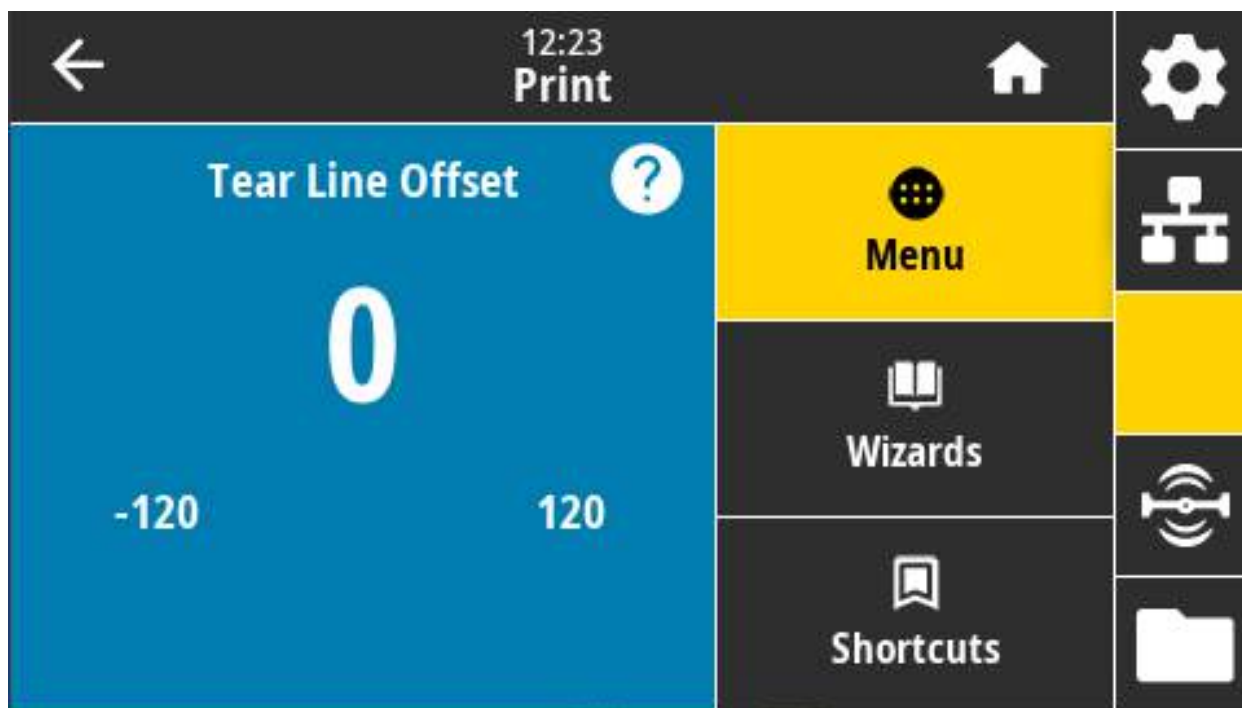 12:23
Print
Tear Line Offset ?
0
-120 120
Menu
Wizards
Shortcuts